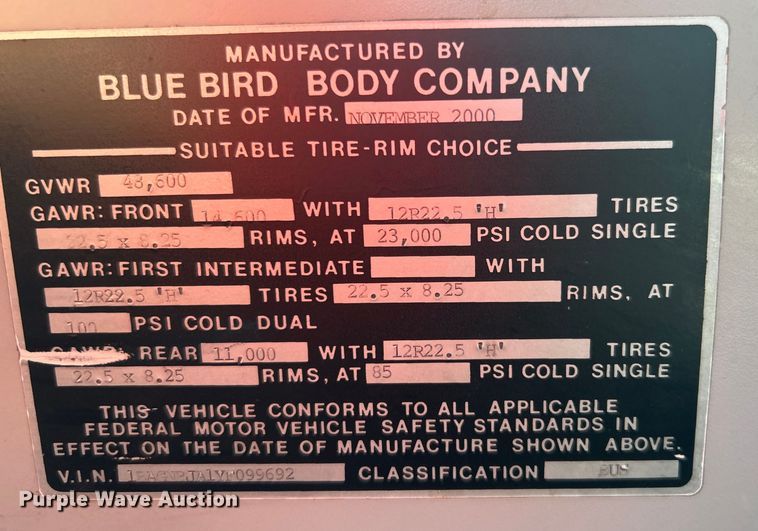 MANUFACTURED BY
BLUE BIRD BODY COMPANY
DATE OF MFR. NOVEMBER 2000
SUITABLE TIRE-RIM CHOICE
GVWR 48,600
GAWR: FRONT 14,600 WITH 12R22.5 'H' TIRES
22.5 x 8.25 RIMS, AT 23,000 PSI COLD SINGLE
GAWR: FIRST INTERMEDIATE WITH
12R22.5 'H' TIRES 22.5 x 8.25 RIMS, AT
100 PSI COLD DUAL
GAWR: REAR 11,000 WITH 12R22.5 'H' TIRES
22.5 x 8.25 RIMS, AT 85 PSI COLD SINGLE
THIS VEHICLE CONFORMS TO ALL APPLICABLE
FEDERAL MOTOR VEHICLE SAFETY STANDARDS IN
EFFECT ON THE DATE OF MANUFACTURE SHOWN ABOVE.
V.I.N. CLASSIFICATION BUS
Purple Wave Auction